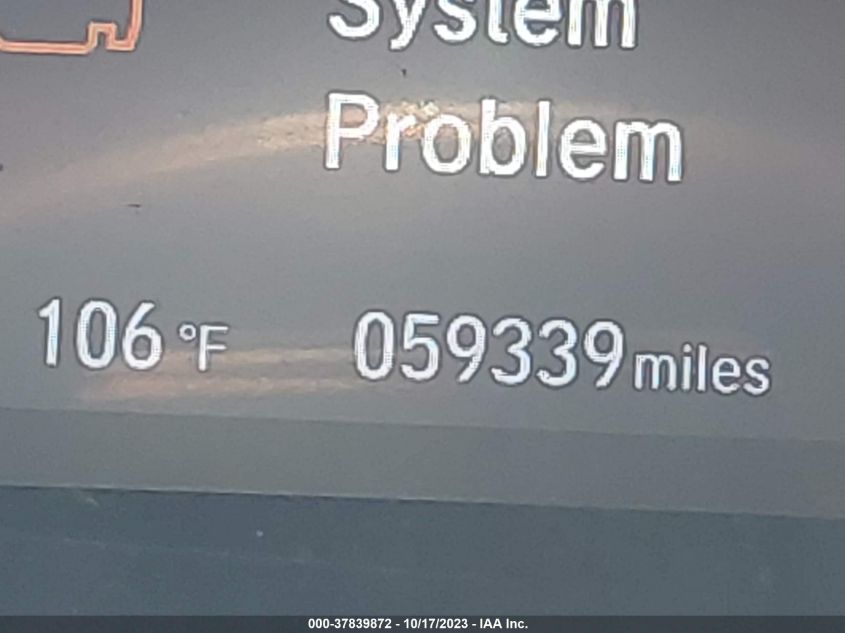 System
Problem
106 °F 059339 miles
000-37839872 - 10/17/2023 - IAA Inc.